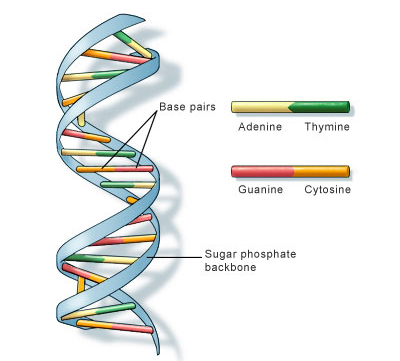 Base pairs
Adenine Thymine
Guanine Cytosine
Sugar phosphate
backbone